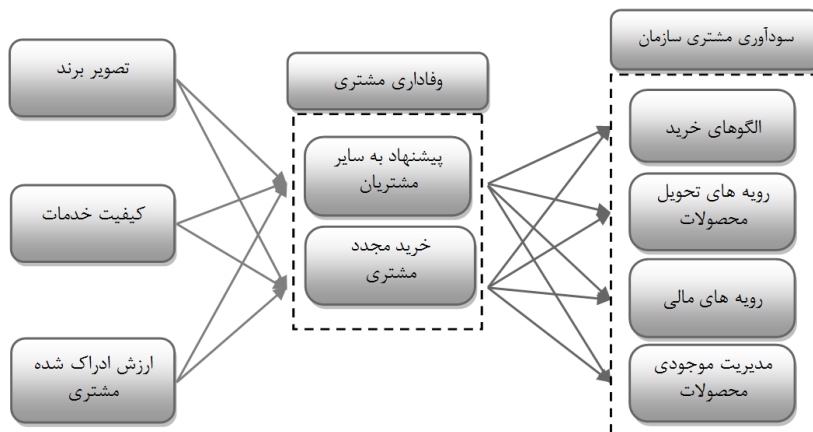 سودآوری مشتری سازمان
وفاداری مشتری
تصویر برند
کیفیت خدمات
ارزش ادراک شده
مشتری
پیشنهاد به سایر
مشتریان
خرید مجدد
مشتری
الگوهای خرید
رویه های تحویل
محصولات
رویه های مالی
مدیریت موجودی
محصولات